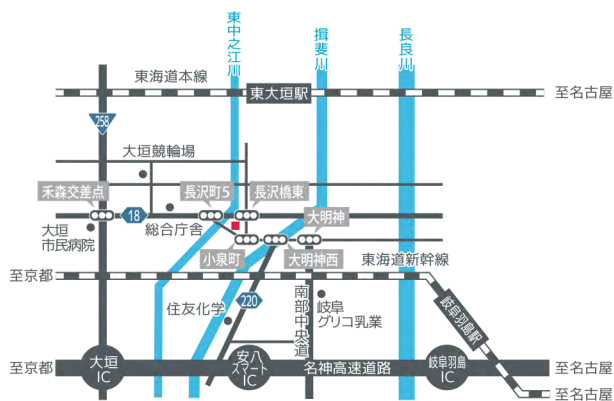 東中之江川
揖斐川
長良川
東海道本線
東大垣駅
至名古屋
258
大垣競輪場
禾森交差点
長沢町5
長沢橋東
18
総合庁舎
大明神
大垣
市民病院
小泉町
大明神西
東海道新幹線
至京都
住友化学
220
南部中央道
岐阜
グリコ乳業
岐阜羽島駅
至京都
大垣
IC
安八
スマート
IC
名神高速道路
岐阜羽島
IC
至名古屋
至名古屋